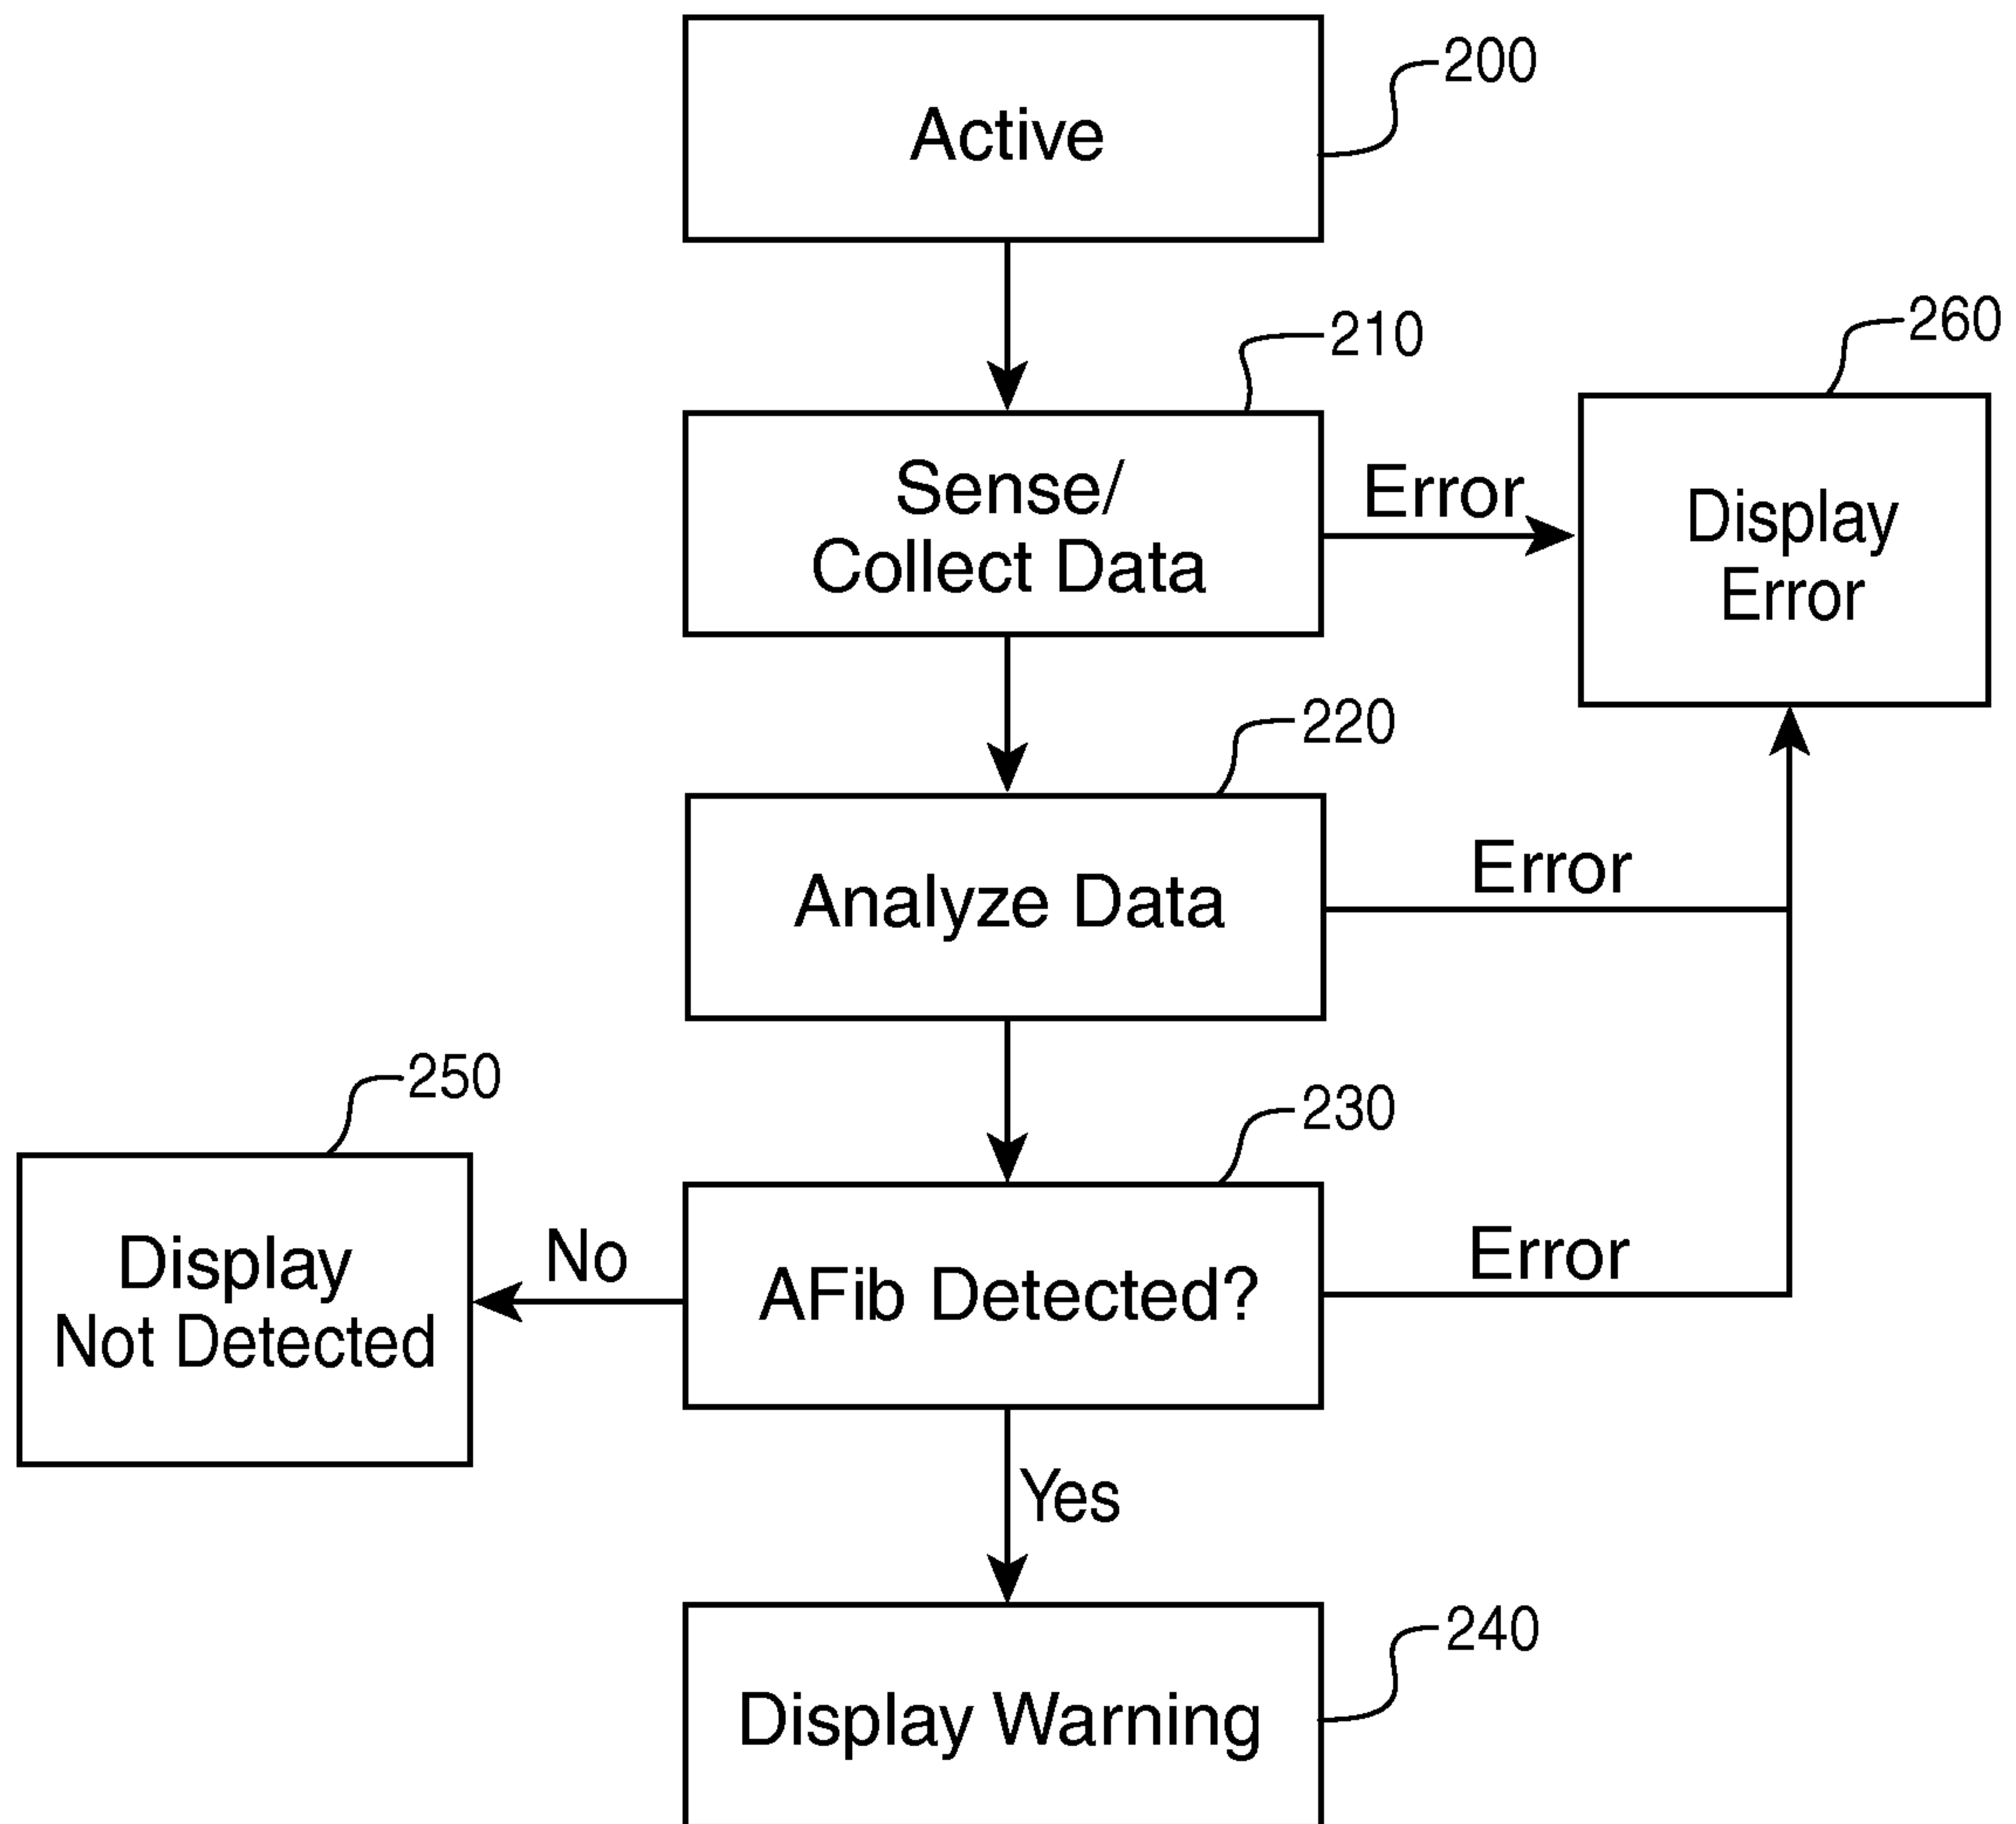 Active
200
210
260
Sense/
Collect Data
Error
Display
Error
220
Analyze Data
Error
250
230
Display
Not Detected
No
AFib Detected?
Error
Yes
240
Display Warning